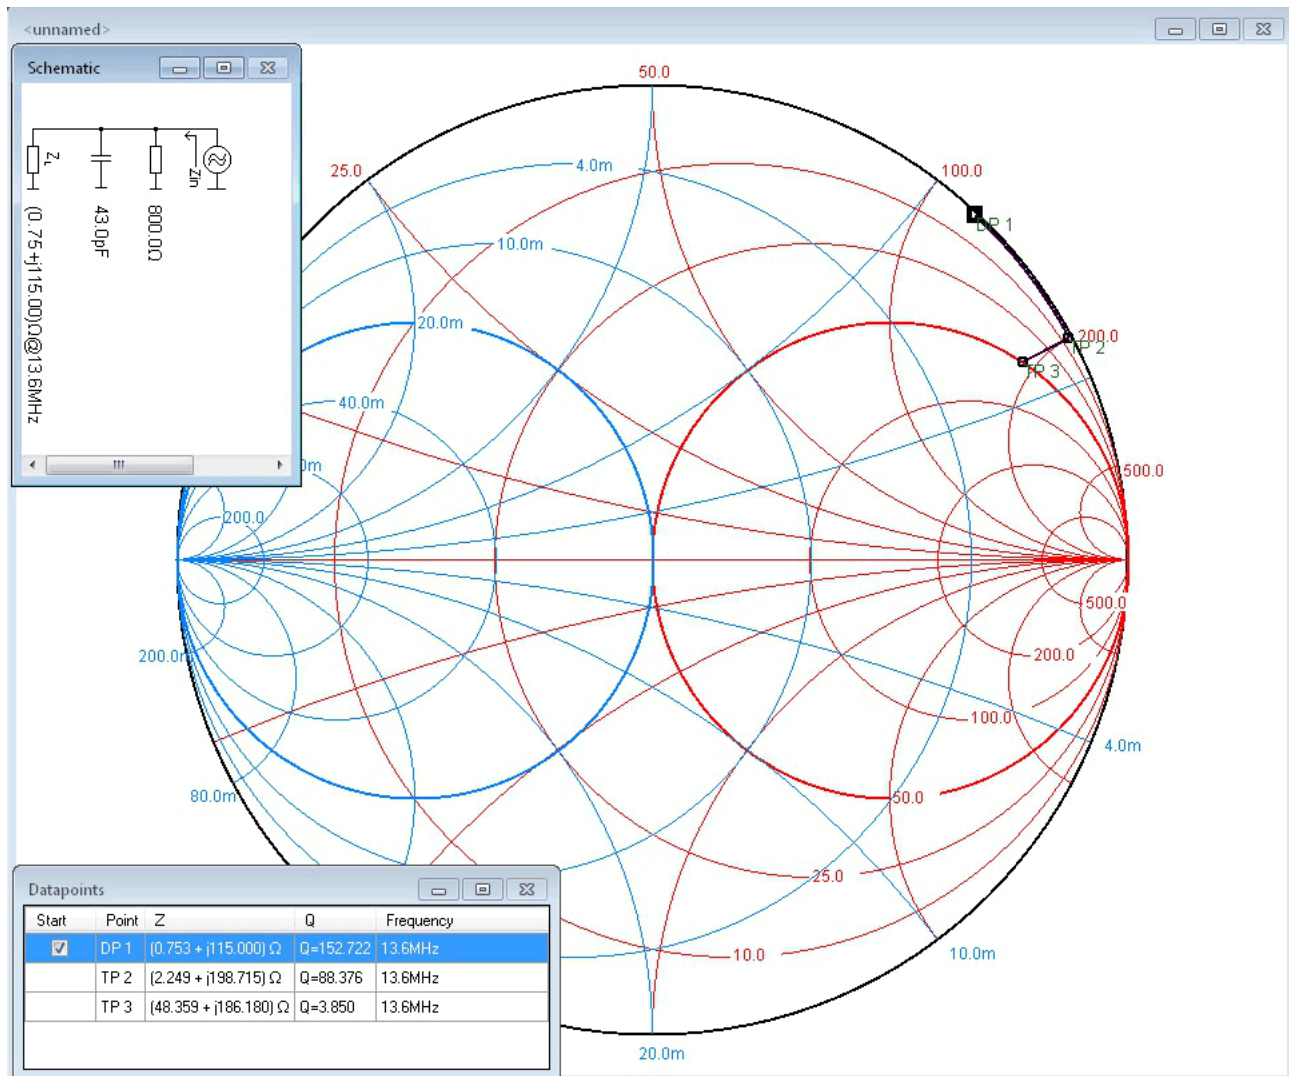 <unnamed>
Schematic
Zin
800.0Ω
43.0pF
ZL
(0.75+j115.00)Ω@13.6MHz
50.0
25.0
4.0m
100.0
10.0m
DP 1
20.0m
200.0
TP 2
TP 3
40.0m
0m
500.0
200.0
500.0
200.0m
200.0
100.0
4.0m
80.0m
50.0
25.0
10.0
10.0m
20.0m
Datapoints
Start Point Z Q Frequency
DP 1 (0.753 + j115.000) Ω Q=152.722 13.6MHz
TP 2 (2.249 + j198.715) Ω Q=88.376 13.6MHz
TP 3 (48.359 + j186.180) Ω Q=3.850 13.6MHz